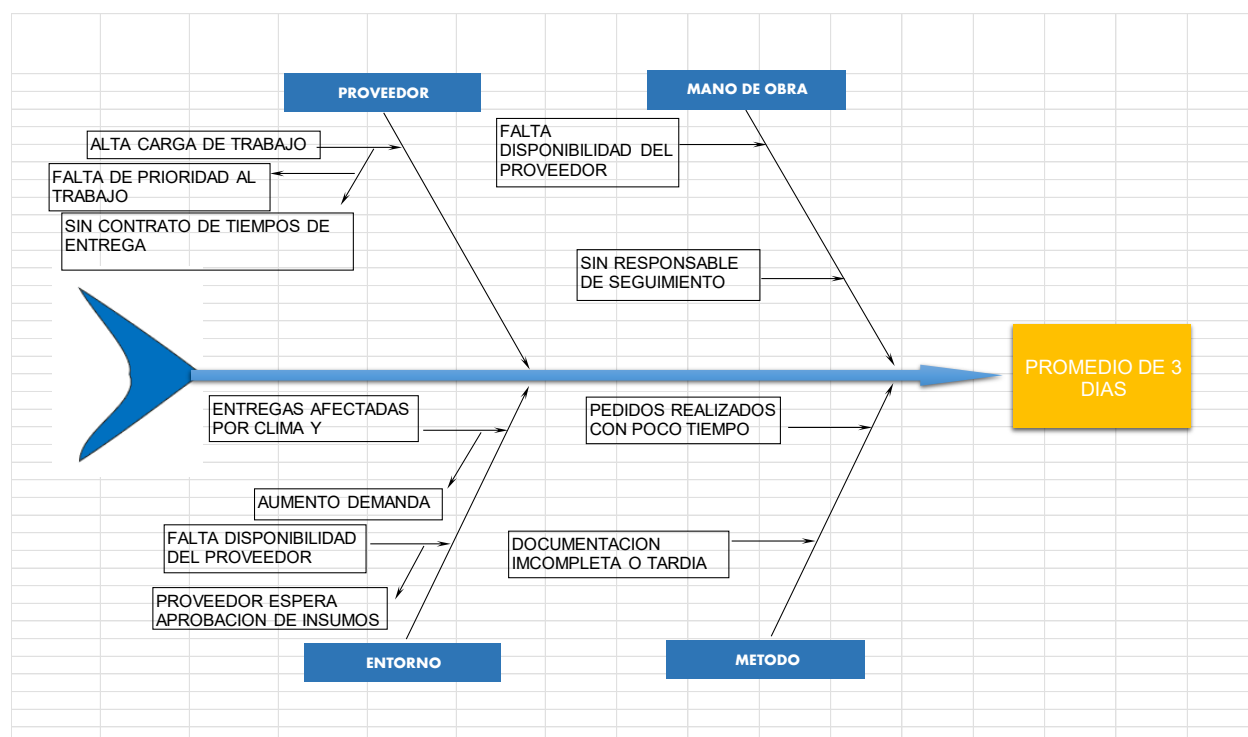 PROVEEDOR
MANO DE OBRA
ALTA CARGA DE TRABAJO
FALTA DE PRIORIDAD AL
TRABAJO
SIN CONTRATO DE TIEMPOS DE
ENTREGA
FALTA
DISPONIBILIDAD DEL
PROVEEDOR
SIN RESPONSABLE
DE SEGUIMIENTO
PROMEDIO DE 3
DIAS
ENTREGAS AFECTADAS
POR CLIMA Y
AUMENTO DEMANDA
FALTA DISPONIBILIDAD
DEL PROVEEDOR
PROVEEDOR ESPERA
APROBACION DE INSUMOS
PEDIDOS REALIZADOS
CON POCO TIEMPO
DOCUMENTACION
IMCOMPLETA O TARDIA
ENTORNO
METODO